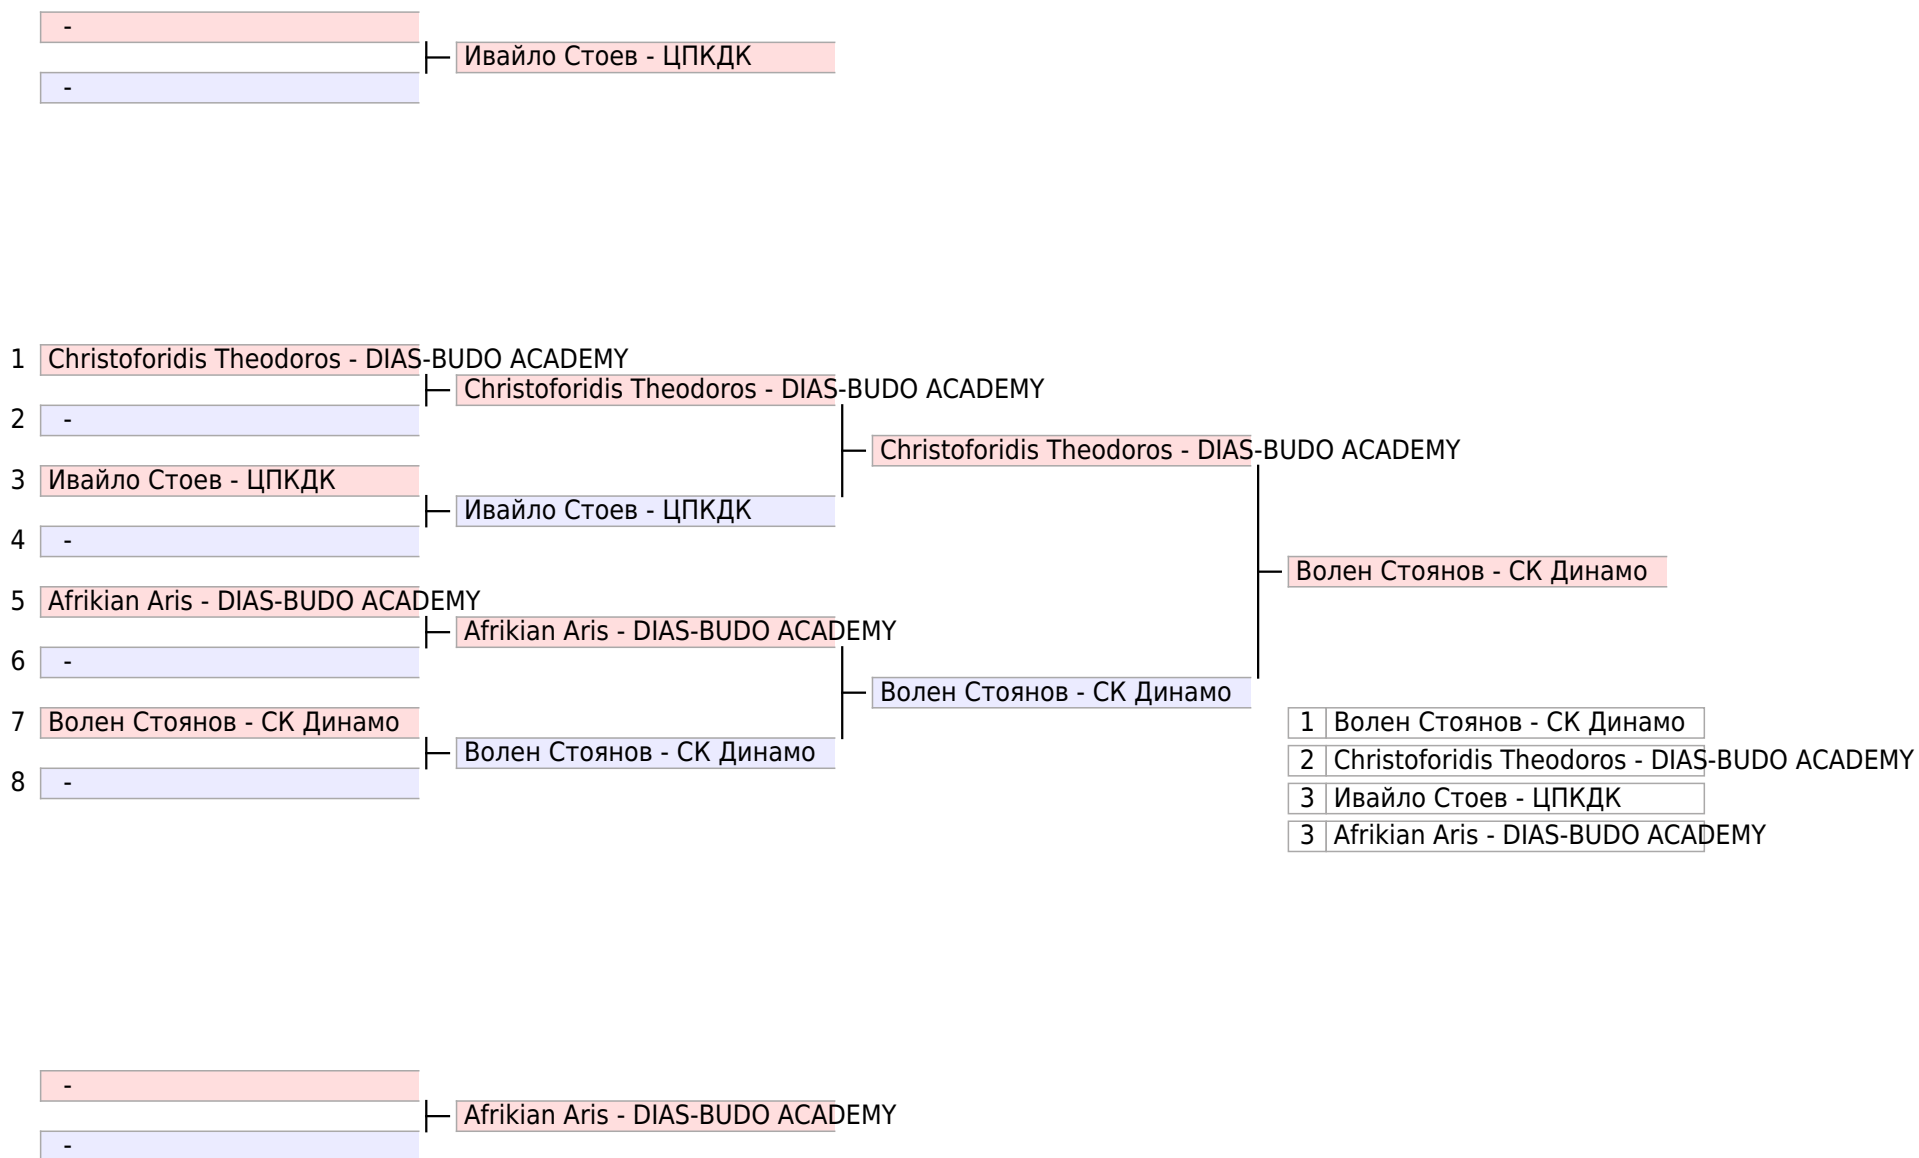 -
Ивайло Стоев - ЦПКДК
-
1 Christoforidis Theodoros - DIAS-BUDO ACADEMY
Christoforidis Theodoros - DIAS-BUDO ACADEMY
2 -
Christoforidis Theodoros - DIAS-BUDO ACADEMY
3 Ивайло Стоев - ЦПКДК
Ивайло Стоев - ЦПКДК
4 -
Волен Стоянов - СК Динамо
5 Afrikian Aris - DIAS-BUDO ACADEMY
Afrikian Aris - DIAS-BUDO ACADEMY
6 -
Волен Стоянов - СК Динамо
7 Волен Стоянов - СК Динамо
Волен Стоянов - СК Динамо
8 -
1 Волен Стоянов - СК Динамо
2 Christoforidis Theodoros - DIAS-BUDO ACADEMY
3 Ивайло Стоев - ЦПКДК
3 Afrikian Aris - DIAS-BUDO ACADEMY
-
Afrikian Aris - DIAS-BUDO ACADEMY
-